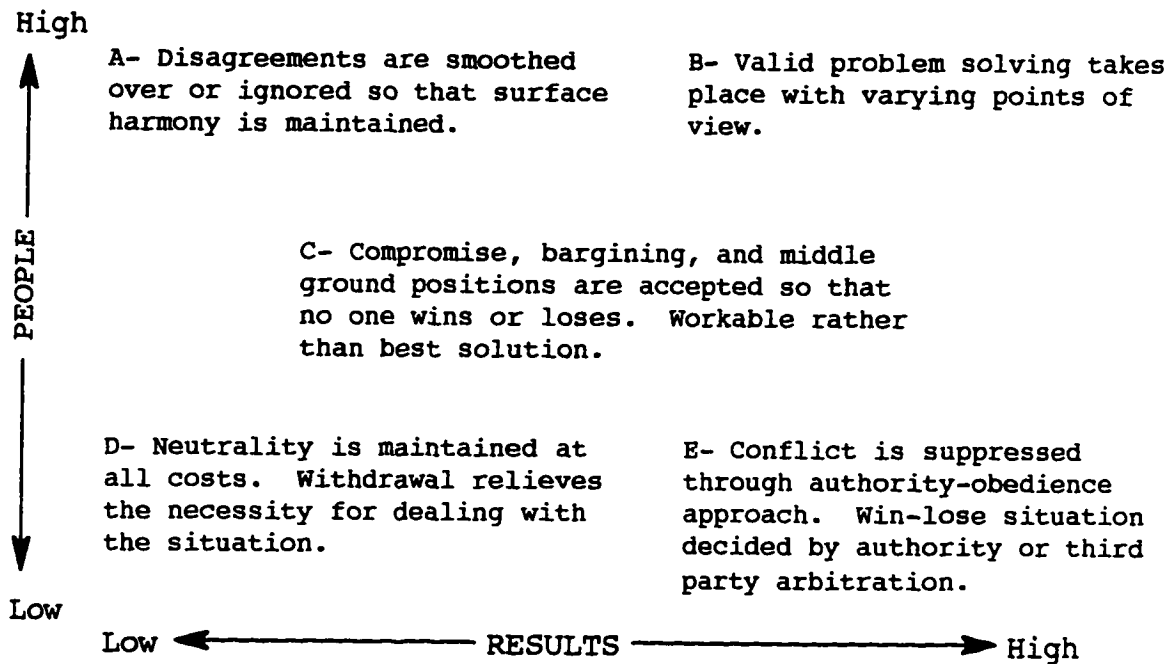 High
A- Disagreements are smoothed
over or ignored so that surface
harmony is maintained.
B- Valid problem solving takes
place with varying points of
view.
PEOPLE
C- Compromise, bargining, and middle
ground positions are accepted so that
no one wins or loses. Workable rather
than best solution.
D- Neutrality is maintained at
all costs. Withdrawal relieves
the necessity for dealing with
the situation.
E- Conflict is suppressed
through authority-obedience
approach. Win-lose situation
decided by authority or third
party arbitration.
Low
Low RESULTS High